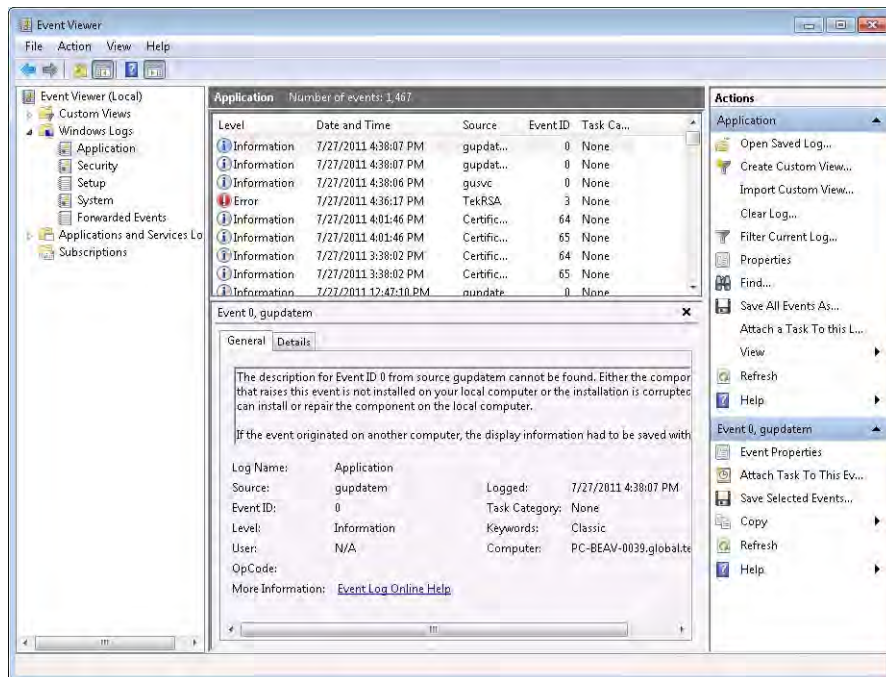 Event Viewer
File Action View Help
Event Viewer (Local)
Custom Views
Windows Logs
Application
Security
Setup
System
Forwarded Events
Applications and Services Lo
Subscriptions
Application Number of events: 1,467
Level Date and Time Source Event ID Task Ca...
Information 7/27/2011 4:38:07 PM gupdat... 0 None
Information 7/27/2011 4:38:07 PM gupdat... 0 None
Information 7/27/2011 4:38:06 PM gusvc 0 None
Error 7/27/2011 4:36:17 PM TekRSA 3 None
Information 7/27/2011 4:01:46 PM Certific... 64 None
Information 7/27/2011 4:01:46 PM Certific... 65 None
Information 7/27/2011 3:38:02 PM Certific... 64 None
Information 7/27/2011 3:38:02 PM Certific... 65 None
Information 7/27/2011 12:47:10 PM gupdate 0 None
Event 0, gupdatem
General Details
The description for Event ID 0 from source gupdatem cannot be found. Either the compor
that raises this event is not installed on your local computer or the installation is corruptec
can install or repair the component on the local computer.
If the event originated on another computer, the display information had to be saved with
Log Name: Application
Source: gupdatem Logged: 7/27/2011 4:38:07 PM
Event ID: 0 Task Category: None
Level: Information Keywords: Classic
User: N/A Computer: PC-BEAV-0039.global.te
OpCode:
More Information: Event Log Online Help
Actions
Application
Open Saved Log...
Create Custom View...
Import Custom View...
Clear Log...
Filter Current Log...
Properties
Find...
Save All Events As...
Attach a Task To this L...
View
Refresh
Help
Event 0, gupdatem
Event Properties
Attach Task To This Ev...
Save Selected Events...
Copy
Refresh
Help